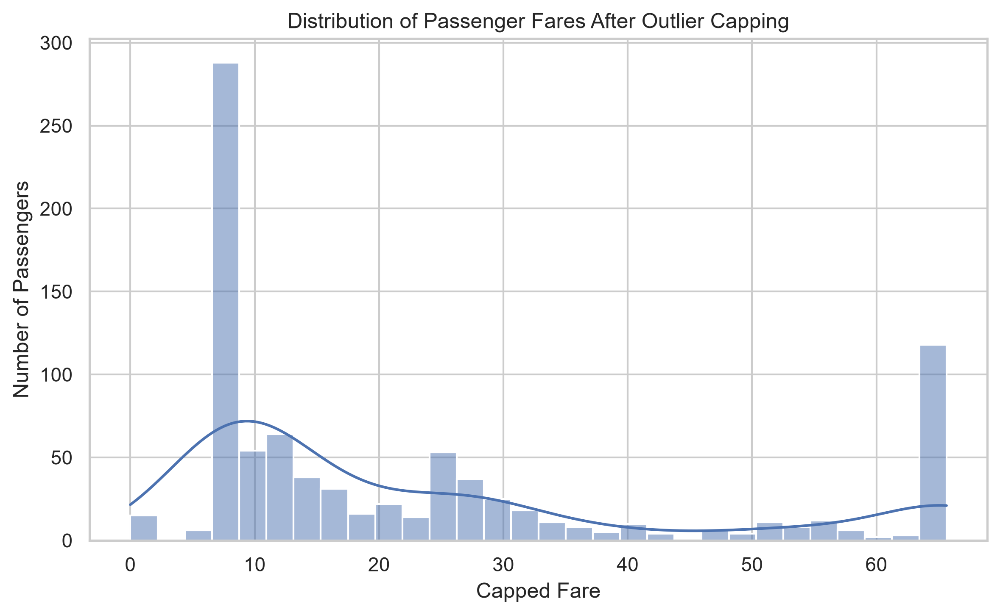 Distribution of Passenger Fares After Outlier Capping
300
250
200
150
100
50
0
Number of Passengers
0 10 20 30 40 50 60
Capped Fare